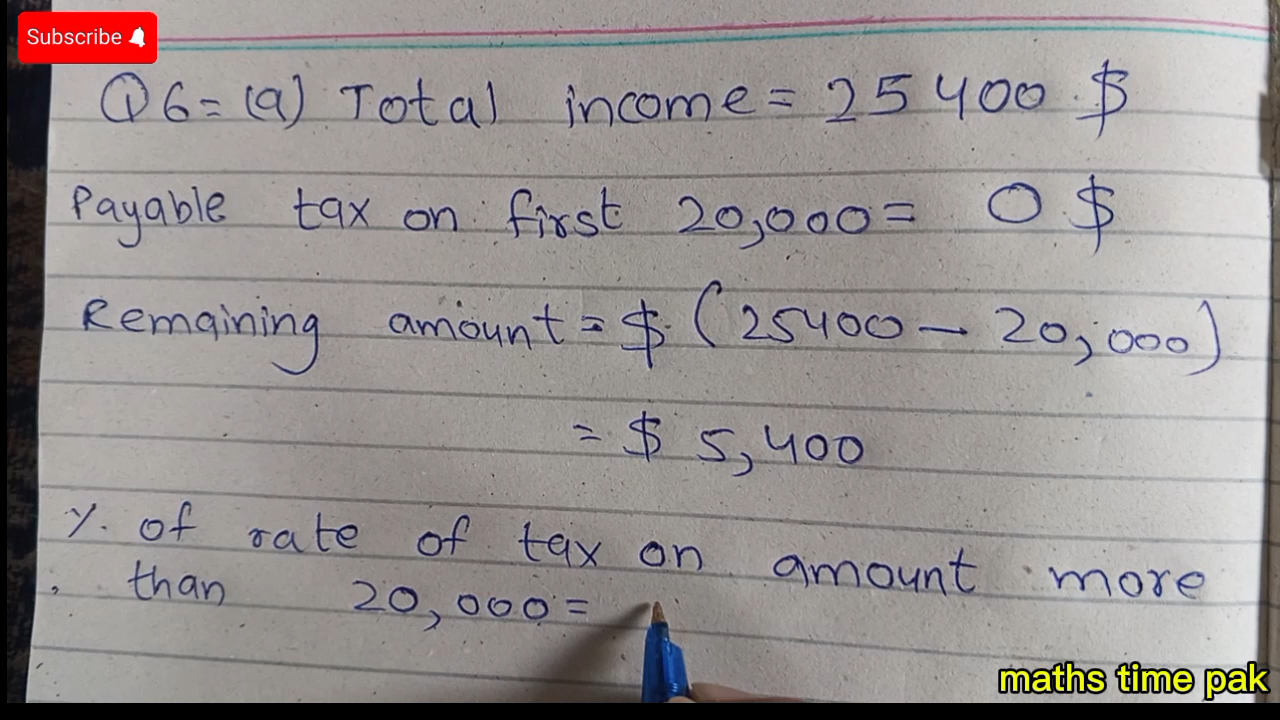 Subscribe
Q6= (a) Total income = 25400 $
Payable tax on first 20,000= 0 $
Remaining amount = $ (25400 - 20,000)
= $ 5,400
% of rate of tax on amount more
than 20,000=
maths time pak